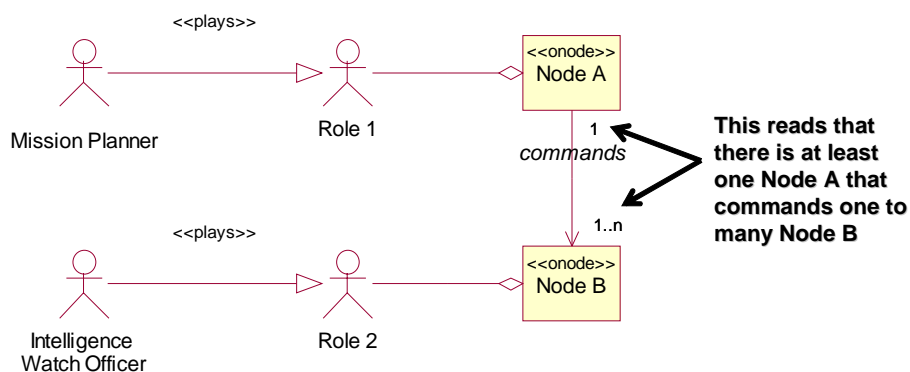 <<plays>>
Mission Planner
Role 1
<<onode>>
Node A
1
commands
1..n
This reads that
there is at least
one Node A that
commands one to
many Node B
<<plays>>
Intelligence
Watch Officer
Role 2
<<onode>>
Node B